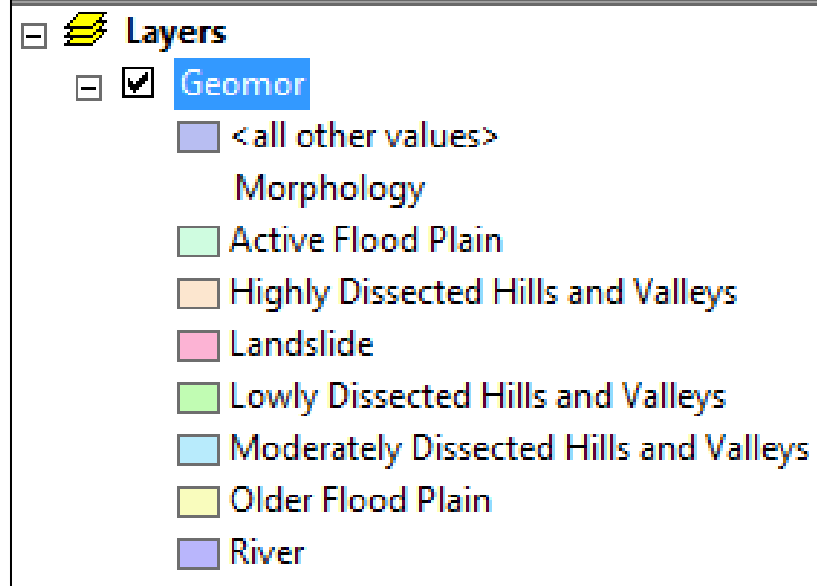 Layers
Geomor
<all other values>
Morphology
Active Flood Plain
Highly Dissected Hills and Valleys
Landslide
Lowly Dissected Hills and Valleys
Moderately Dissected Hills and Valleys
Older Flood Plain
River